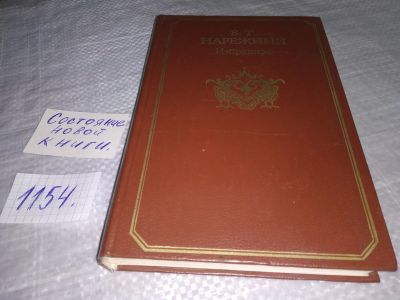 В. Т.
НАРЕЖНЫЙ
Избранное
Состояние
новой
книги.
1154.